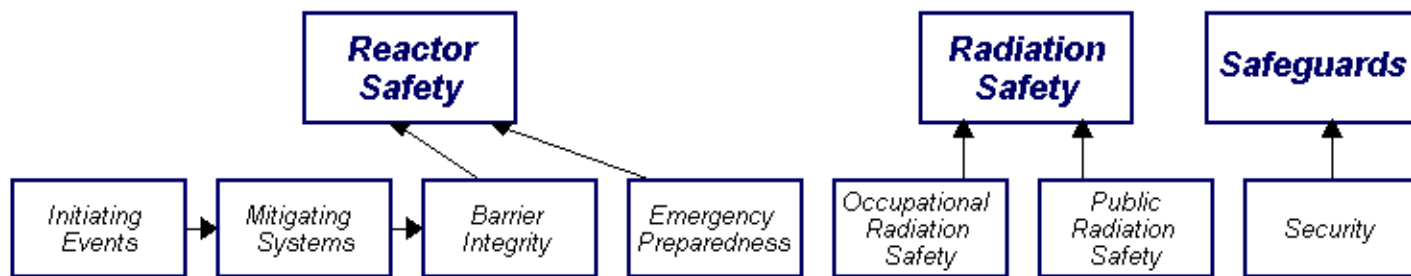 Reactor
Safety
Radiation
Safety
Safeguards
Initiating
Events
Mitigating
Systems
Barrier
Integrity
Emergency
Preparedness
Occupational
Radiation
Safety
Public
Radiation
Safety
Security